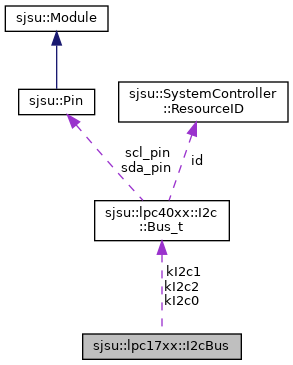 sjsu::Module
sjsu::Pin
sjsu::SystemController
::ResourceID
scl_pin
sda_pin
id
sjsu::lpc40xx::I2c
::Bus_t
kI2c1
kI2c2
kI2c0
sjsu::lpc17xx::I2cBus